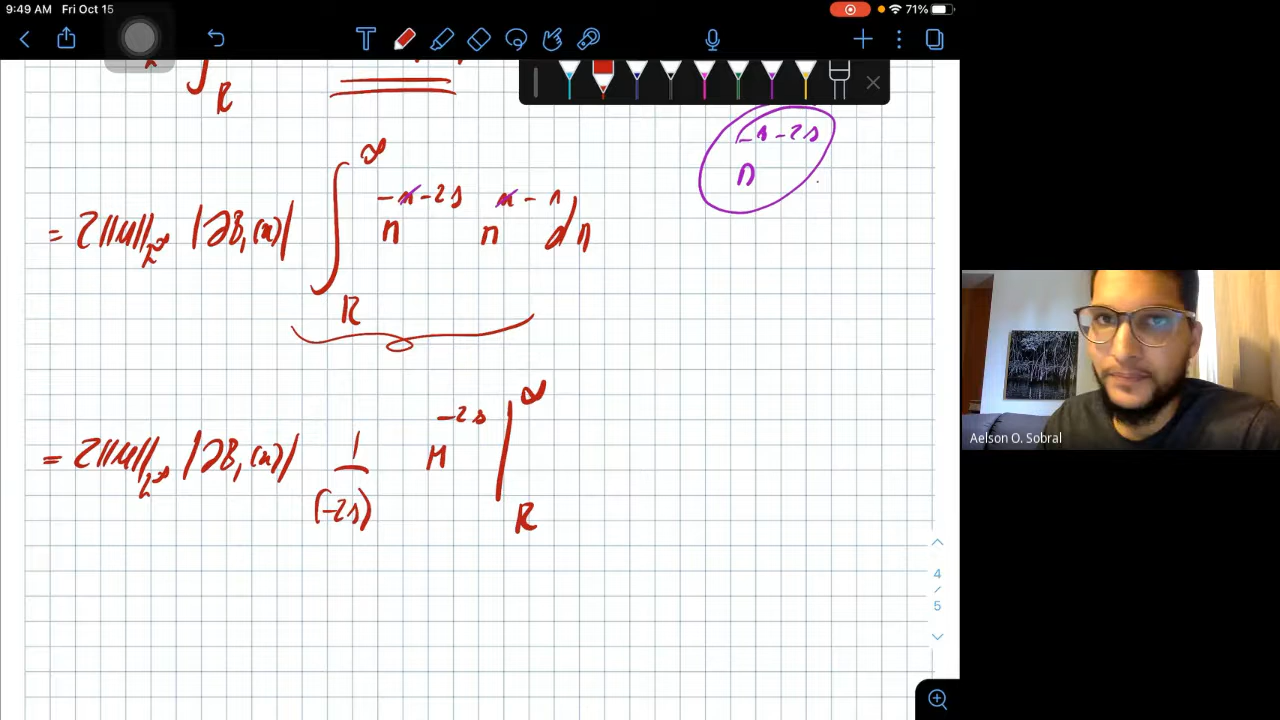 9:49 AM Fri Oct 15
71%
R
-1-2s
r
= 2||u||_{L^∞} |∂B_1(x)| ∫_R^∞ r^{-n-2s} r^{n-1} dr
= 2||u||_{L^∞} |∂B_1(x)| 1/(-2s) r^{-2s} |_R^∞
Aelson O. Sobral
4
/
5